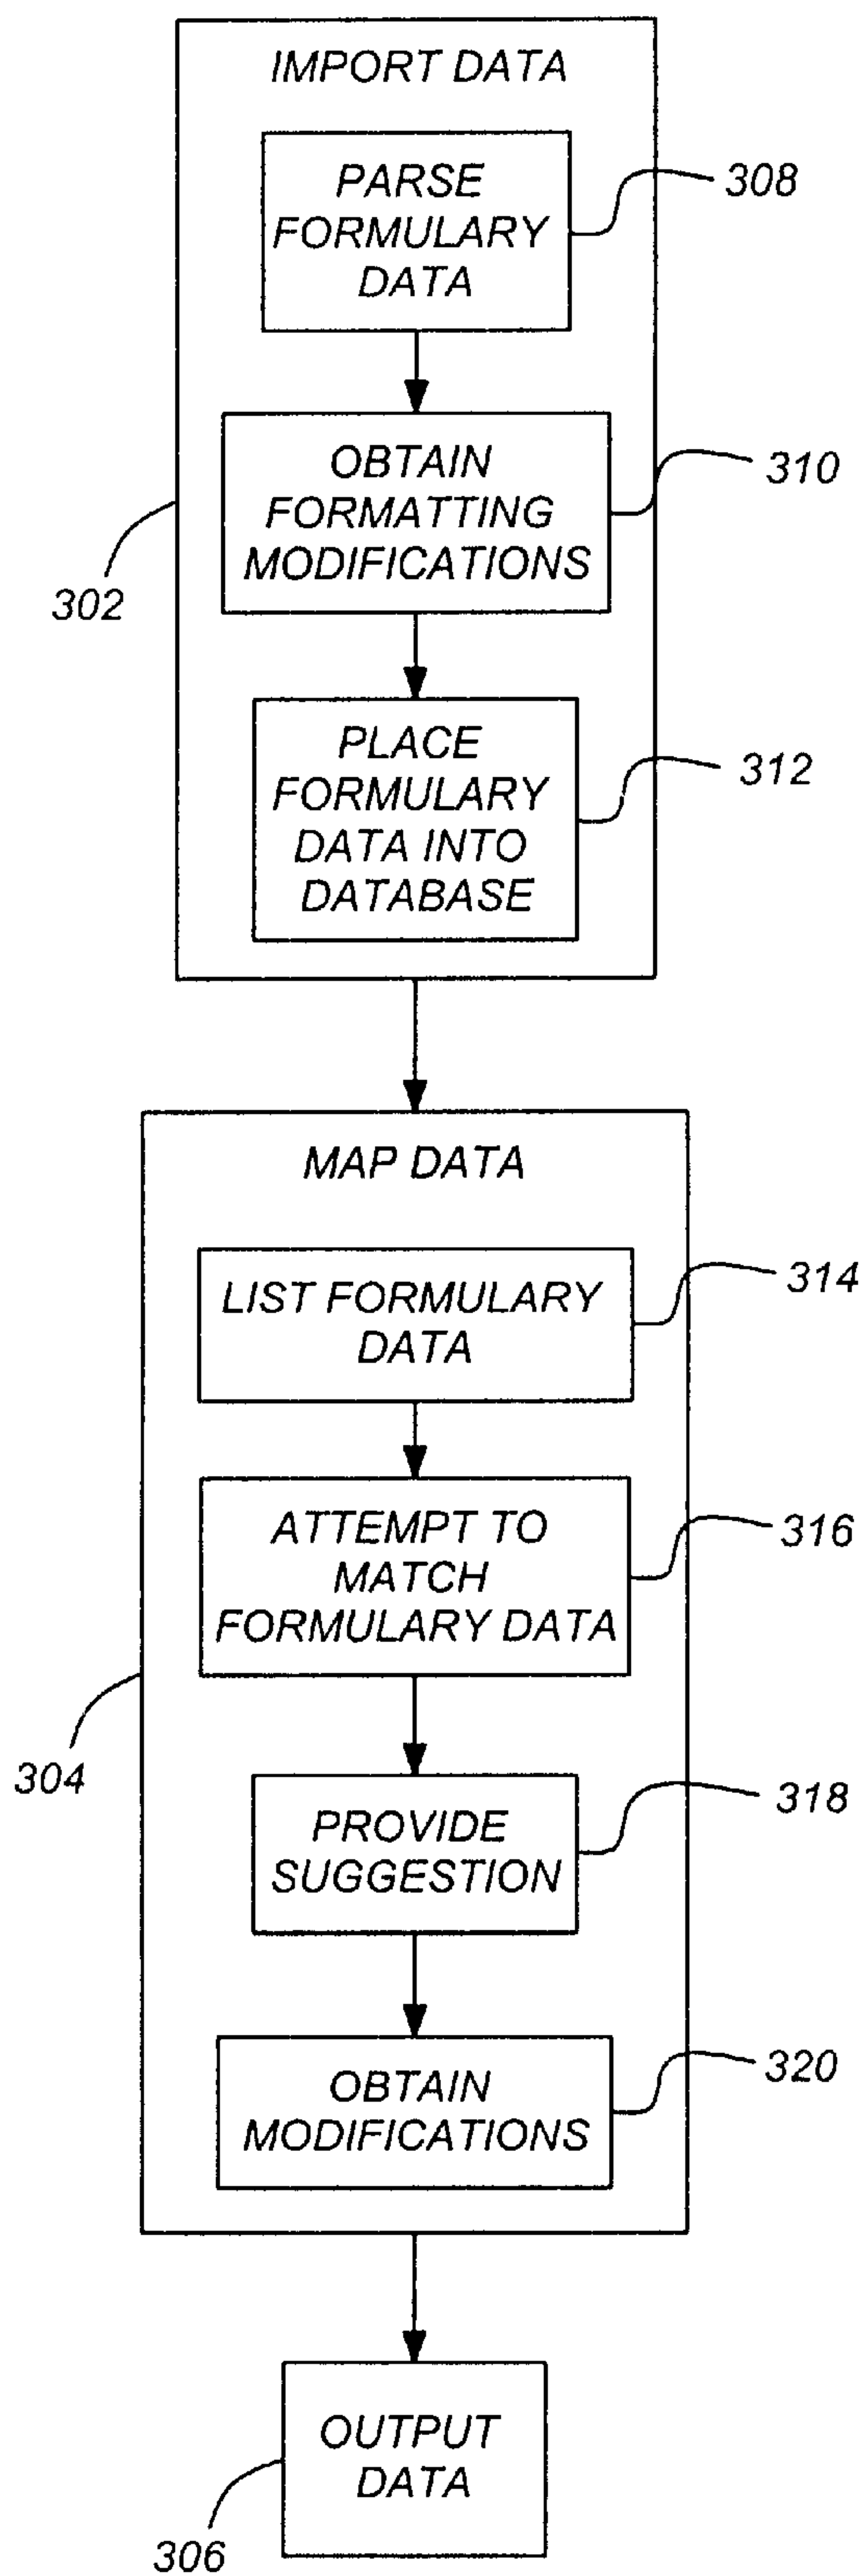 IMPORT DATA
PARSE
FORMULARY
DATA
308
OBTAIN
FORMATTING
MODIFICATIONS
310
302
PLACE
FORMULARY
DATA INTO
DATABASE
312
MAP DATA
LIST FORMULARY
DATA
314
ATTEMPT TO
MATCH
FORMULARY DATA
316
304
PROVIDE
SUGGESTION
318
OBTAIN
MODIFICATIONS
320
OUTPUT
DATA
306